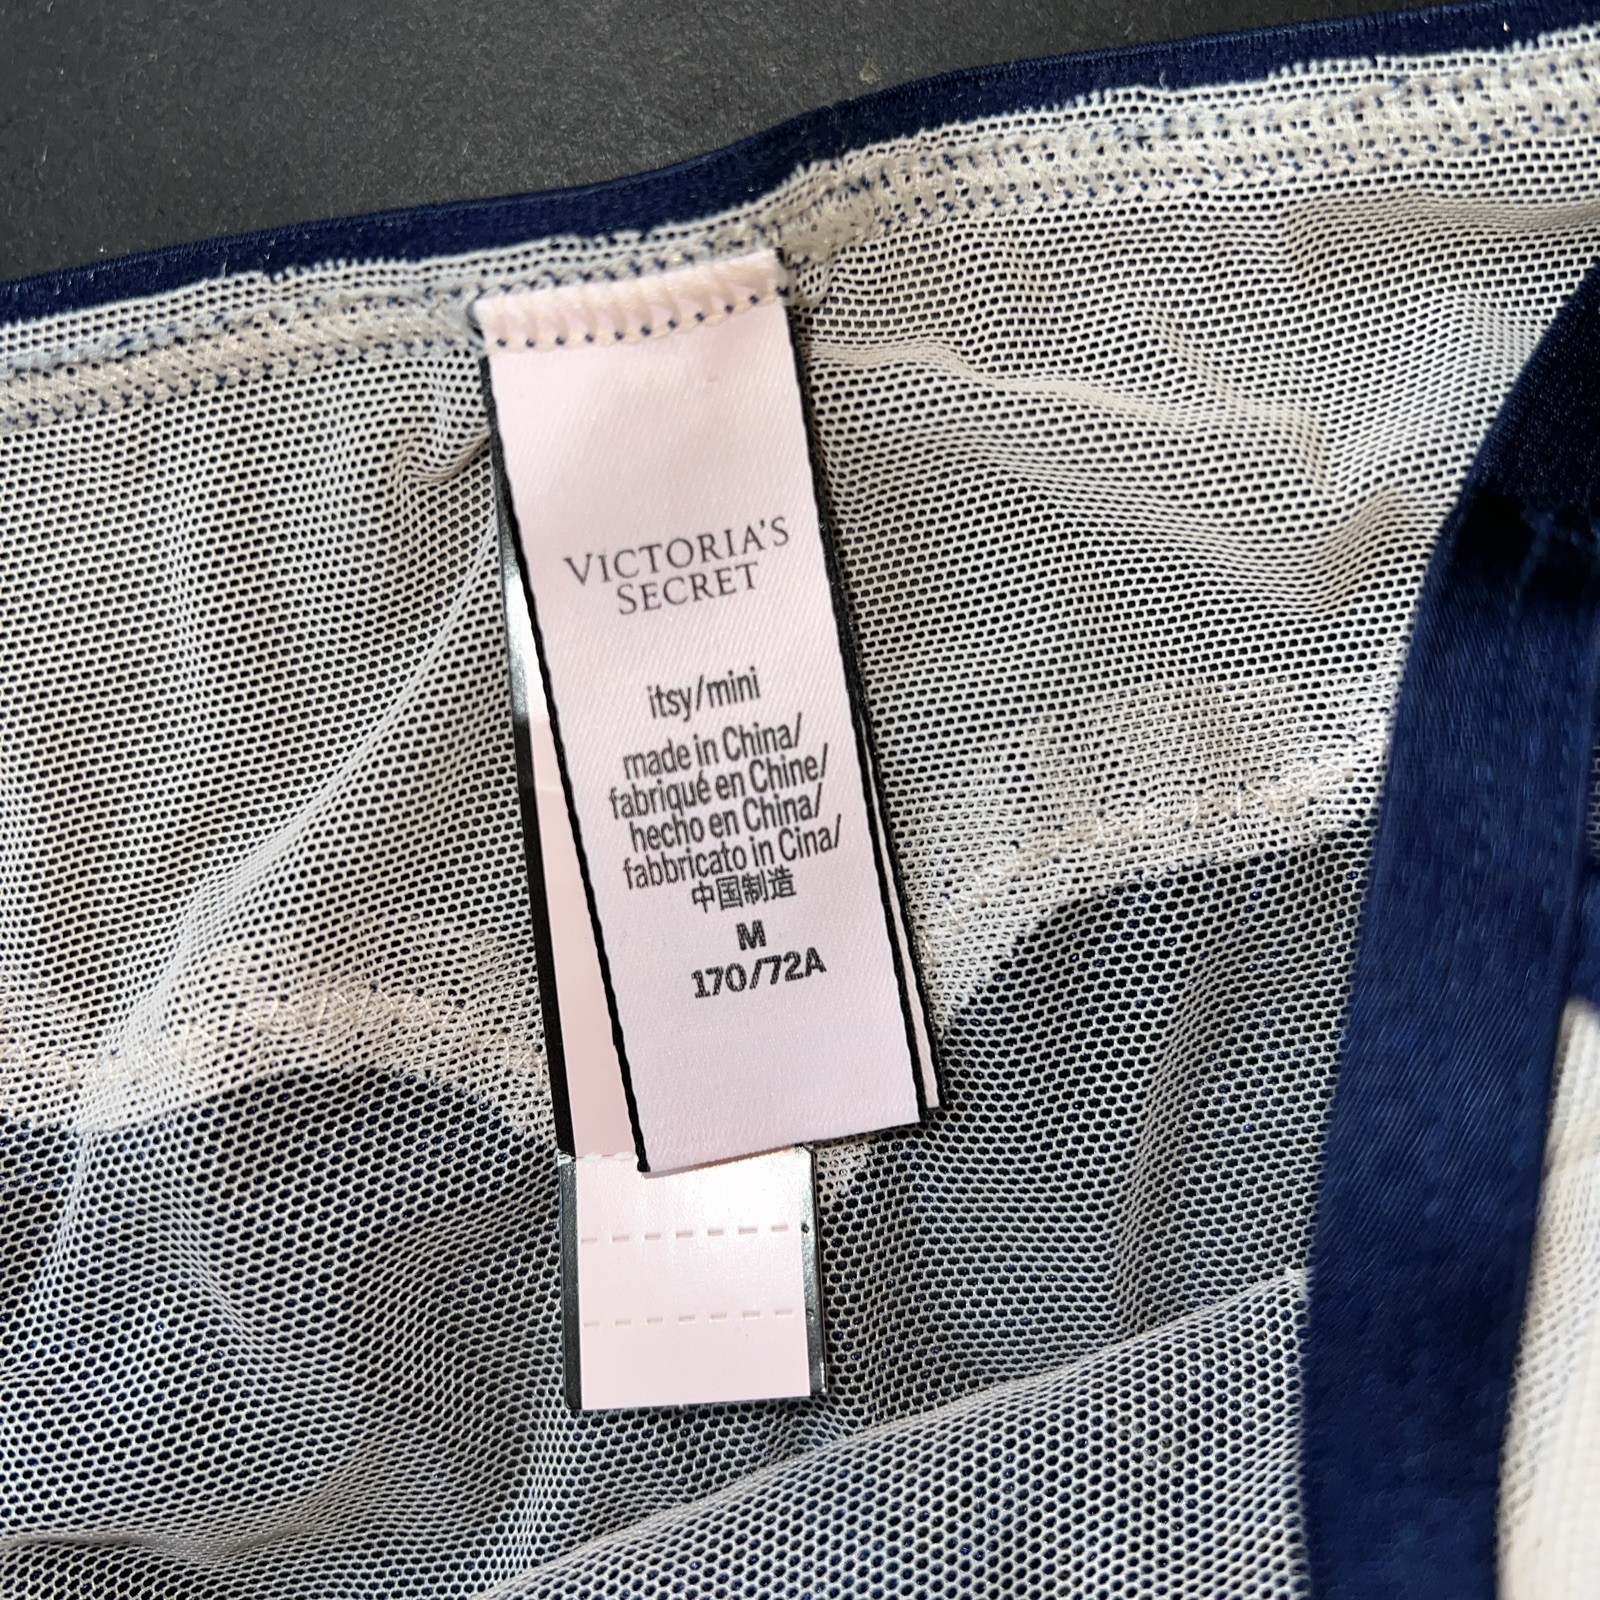 VICTORIA'S
SECRET
itsy/mini
made in China/
fabriqué en Chine/
hecho en China/
fabbricato in Cina/
中国制造
M
170/72A